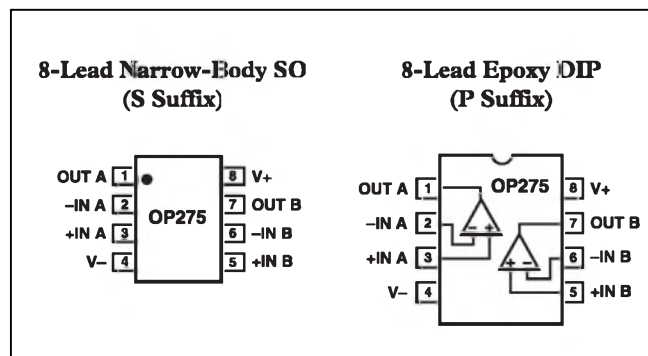 8-Lead Narrow-Body SO
(S Suffix)
OUT A 1
–IN A 2
+IN A 3
V– 4
OP275
8 V+
7 OUT B
6 –IN B
5 +IN B
8-Lead Epoxy DIP
(P Suffix)
OUT A 1
–IN A 2
+IN A 3
V– 4
OP275
– +
+ –
8 V+
7 OUT B
6 –IN B
5 +IN B